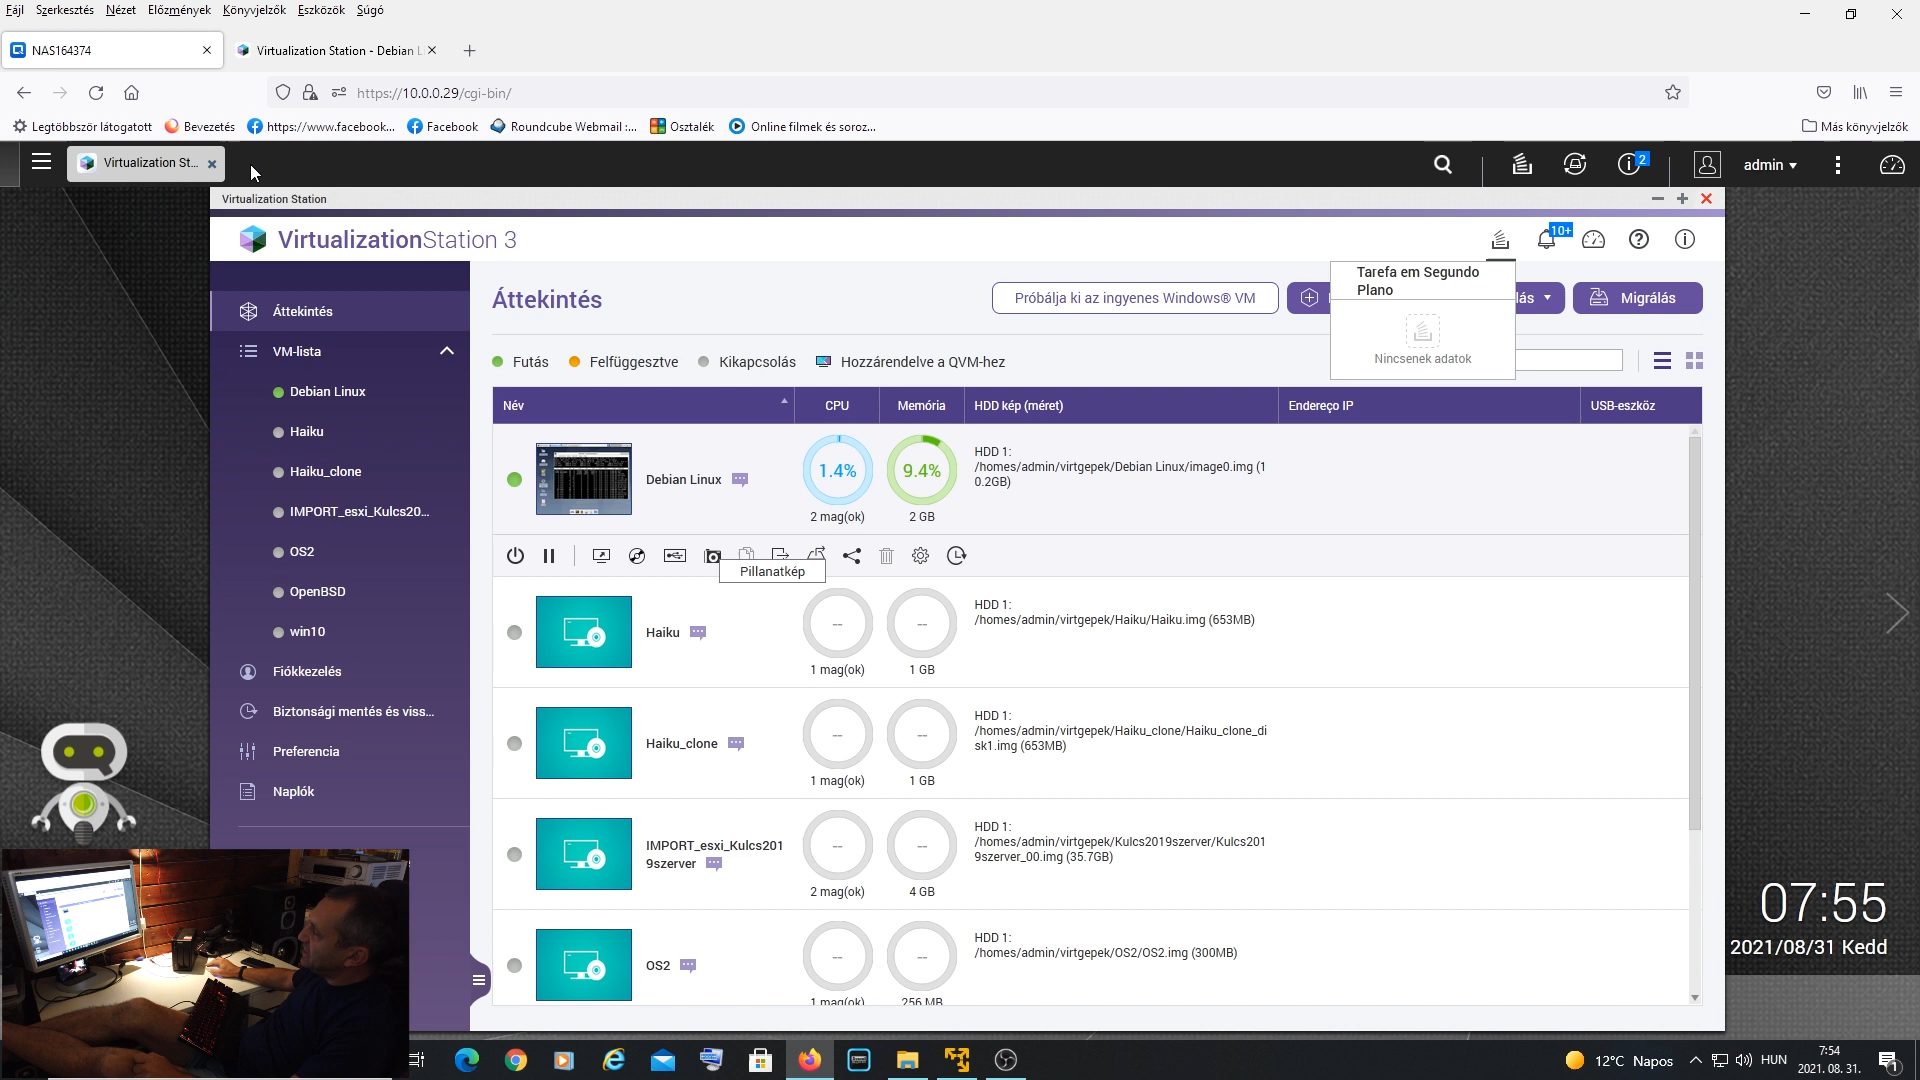 Fájl Szerkesztés Nézet Előzmények Könyvjelzők Eszközök Súgó
NAS164374
Virtualization Station - Debian L
https://10.0.0.29/cgi-bin/
Legtöbbször látogatott Bevezetés https://www.facebook... Facebook Roundcube Webmail :... Osztalék Online filmek és soroz... Más könyvjelzők
Virtualization St... 2 admin
Virtualization Station
VirtualizationStation 3 10+
Áttekintés
VM-lista
Debian Linux
Haiku
Haiku_clone
IMPORT_esxi_Kulcs20...
OS2
OpenBSD
win10
Fiókkezelés
Biztonsági mentés és viss...
Preferencia
Naplók
Áttekintés
Próbálja ki az ingyenes Windows® VM
lás
Migrálás
Tarefa em Segundo
Plano
Nincsenek adatok
Futás Felfüggesztve Kikapcsolás Hozzárendelve a QVM-hez
Név CPU Memória HDD kép (méret) Endereço IP USB-eszköz
Debian Linux
1.4%
2 mag(ok)
9.4%
2 GB
HDD 1:
/homes/admin/virtgepek/Debian Linux/image0.img (1
0.2GB)
Pillanatkép
Haiku
--
1 mag(ok)
--
1 GB
HDD 1:
/homes/admin/virtgepek/Haiku/Haiku.img (653MB)
Haiku_clone
--
1 mag(ok)
--
1 GB
HDD 1:
/homes/admin/virtgepek/Haiku_clone/Haiku_clone_di
sk1.img (653MB)
IMPORT_esxi_Kulcs201
9szerver
--
2 mag(ok)
--
4 GB
HDD 1:
/homes/admin/virtgepek/Kulcs2019szerver/Kulcs201
9szerver_00.img (35.7GB)
OS2
--
1 mag(ok)
--
256 MB
HDD 1:
/homes/admin/virtgepek/OS2/OS2.img (300MB)
07:55
2021/08/31 Kedd
12°C Napos HUN
7:54
2021. 08. 31.
1